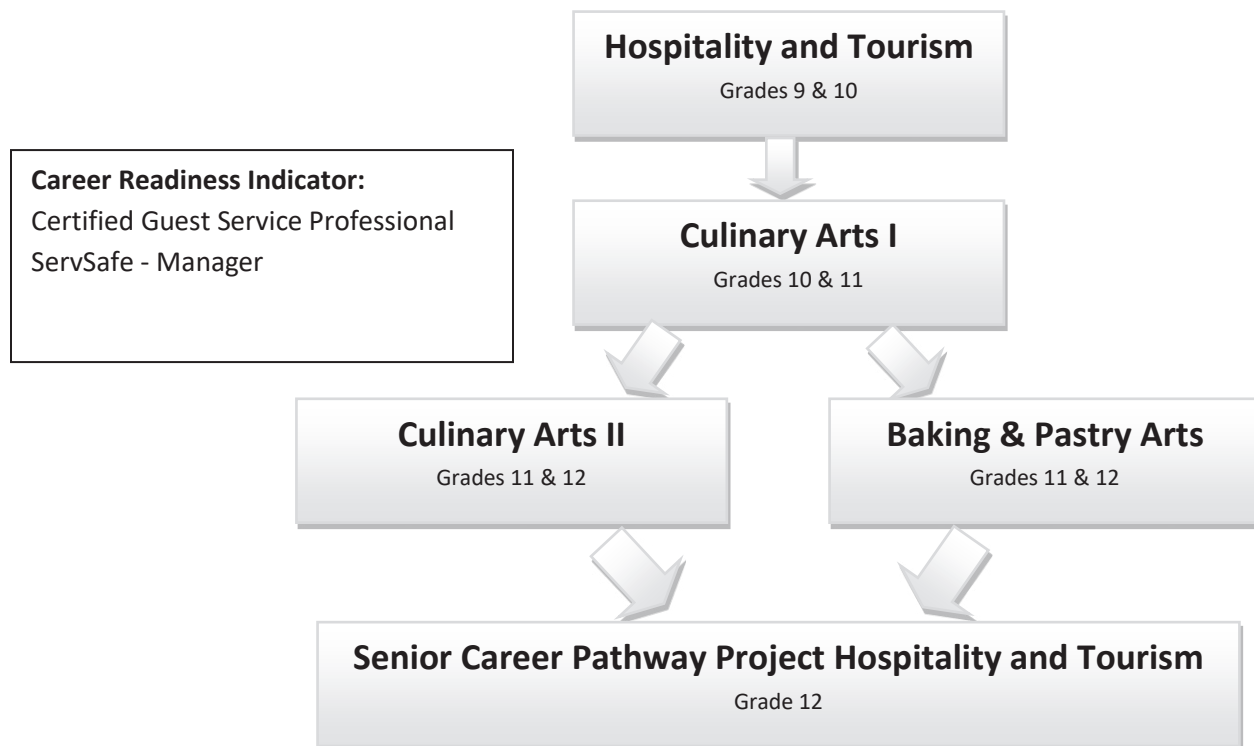 Hospitality and Tourism
Grades 9 & 10
Career Readiness Indicator:
Certified Guest Service Professional
ServSafe - Manager
Culinary Arts I
Grades 10 & 11
Culinary Arts II
Grades 11 & 12
Baking & Pastry Arts
Grades 11 & 12
Senior Career Pathway Project Hospitality and Tourism
Grade 12